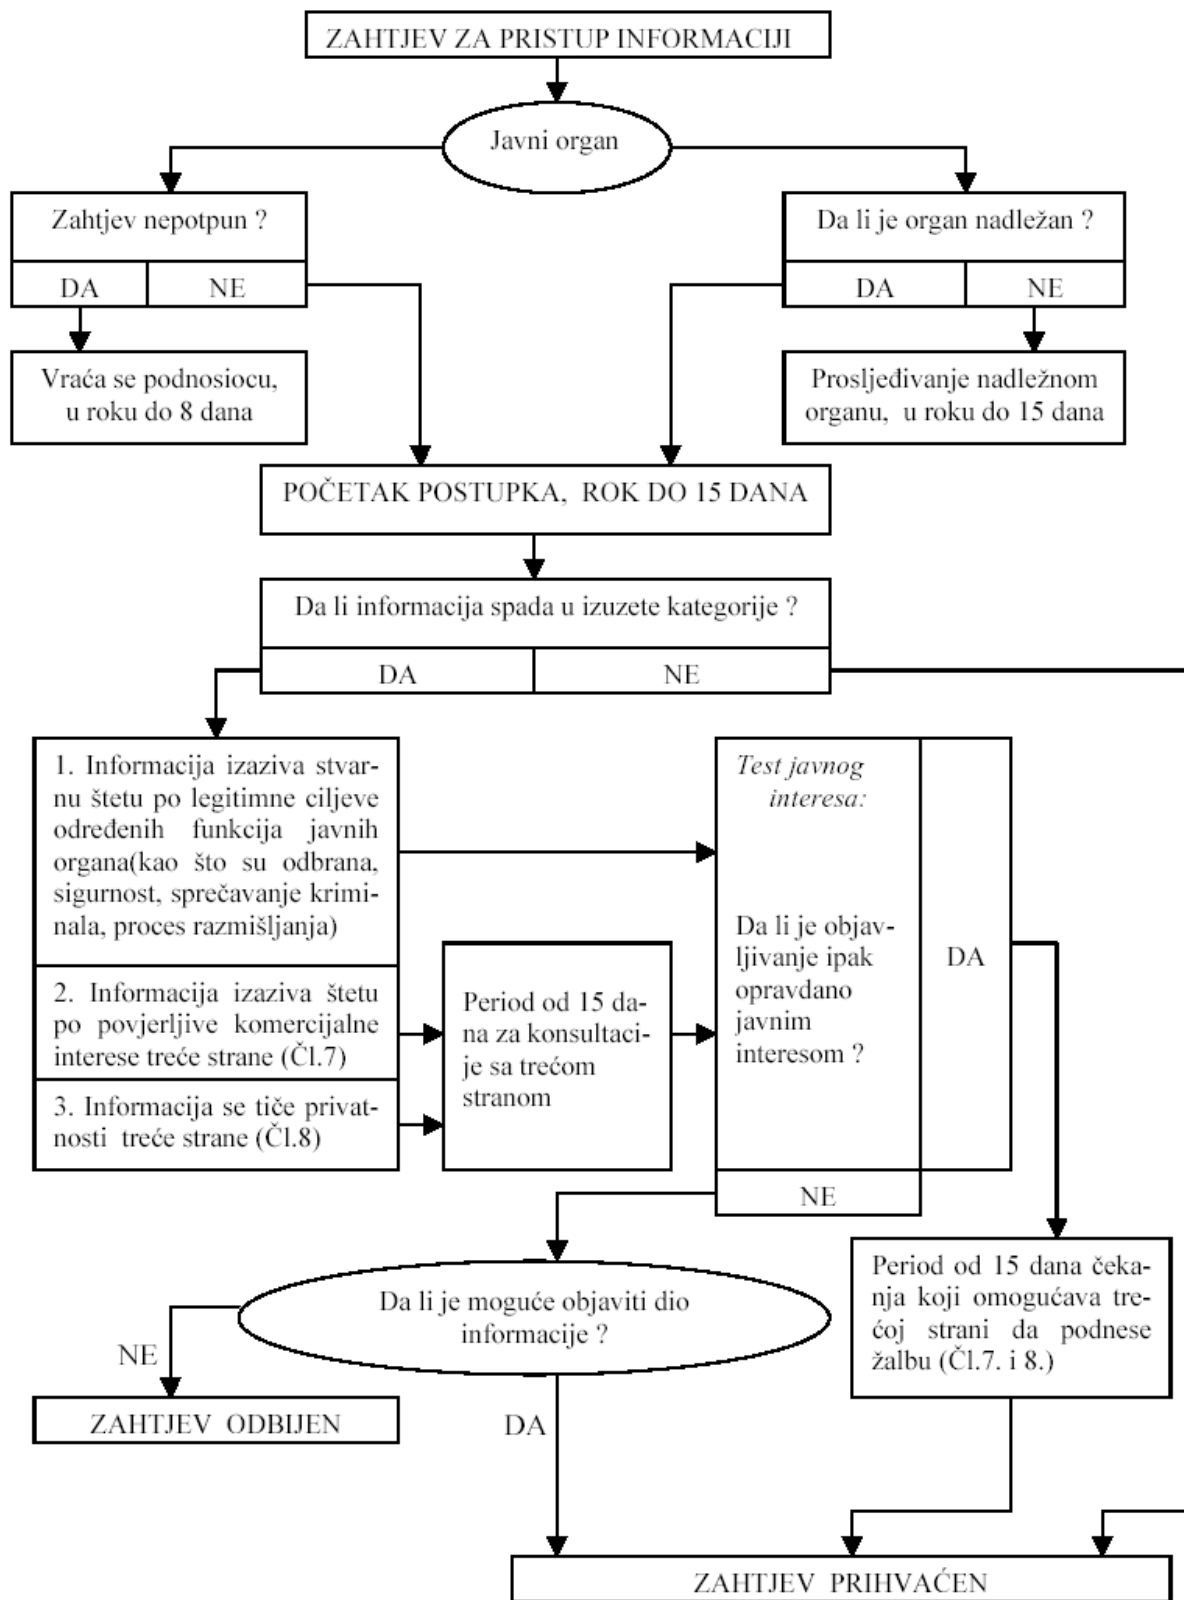 ZAHTJEV ZA PRISTUP INFORMACIJI
Javni organ
Zahtjev nepotpun ?
DA
NE
Da li je organ nadležan ?
DA
NE
Vraća se podnosiocu,
u roku do 8 dana
Prosljeđivanje nadležnom
organu, u roku do 15 dana
POČETAK POSTUPKA, ROK DO 15 DANA
Da li informacija spada u izuzete kategorije ?
DA
NE
1. Informacija izaziva stvar-
nu štetu po legitimne ciljeve
određenih funkcija javnih
organa(kao što su odbrana,
sigurnost, sprečavanje krimi-
nala, proces razmišljanja)
2. Informacija izaziva štetu
po povjerljive komercijalne
interese treće strane (Čl.7)
3. Informacija se tiče privat-
nosti treće strane (Čl.8)
Period od 15 da-
na za konsultaci-
je sa trećom
stranom
Test javnog
interesa:
Da li je objav-
ljivanje ipak
opravdano
javnim
interesom ?
DA
NE
Da li je moguće objaviti dio
informacije ?
Period od 15 dana čeka-
nja koji omogućava tre-
ćoj strani da podnese
žalbu (Čl.7. i 8.)
NE
ZAHTJEV ODBIJEN
DA
ZAHTJEV PRIHVAĆEN